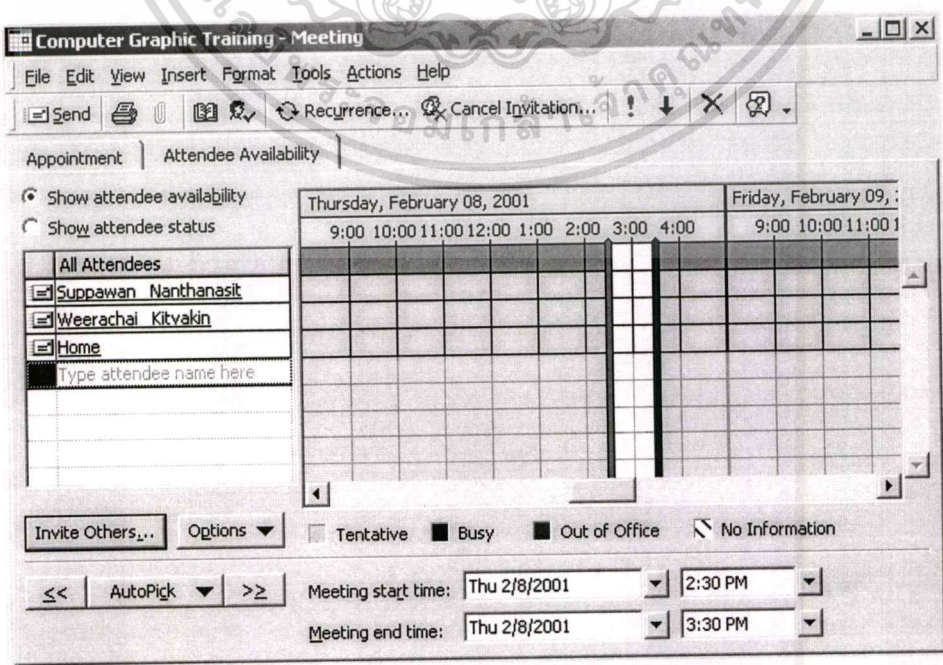 Computer Graphic Training - Meeting
File Edit View Insert Format Tools Actions Help
Send Recurrence... Cancel Invitation... !
Appointment Attendee Availability
Show attendee availability
Show attendee status
All Attendees
Suppawan Nanthanasit
Weerachai Kitvakin
Home
Type attendee name here
Thursday, February 08, 2001 Friday, February 09, :
9:00 10:00 11:00 12:00 1:00 2:00 3:00 4:00 9:00 10:00 11:00 1
Invite Others... Options
Tentative Busy Out of Office No Information
<< AutoPick >>
Meeting start time: Thu 2/8/2001 2:30 PM
Meeting end time: Thu 2/8/2001 3:30 PM